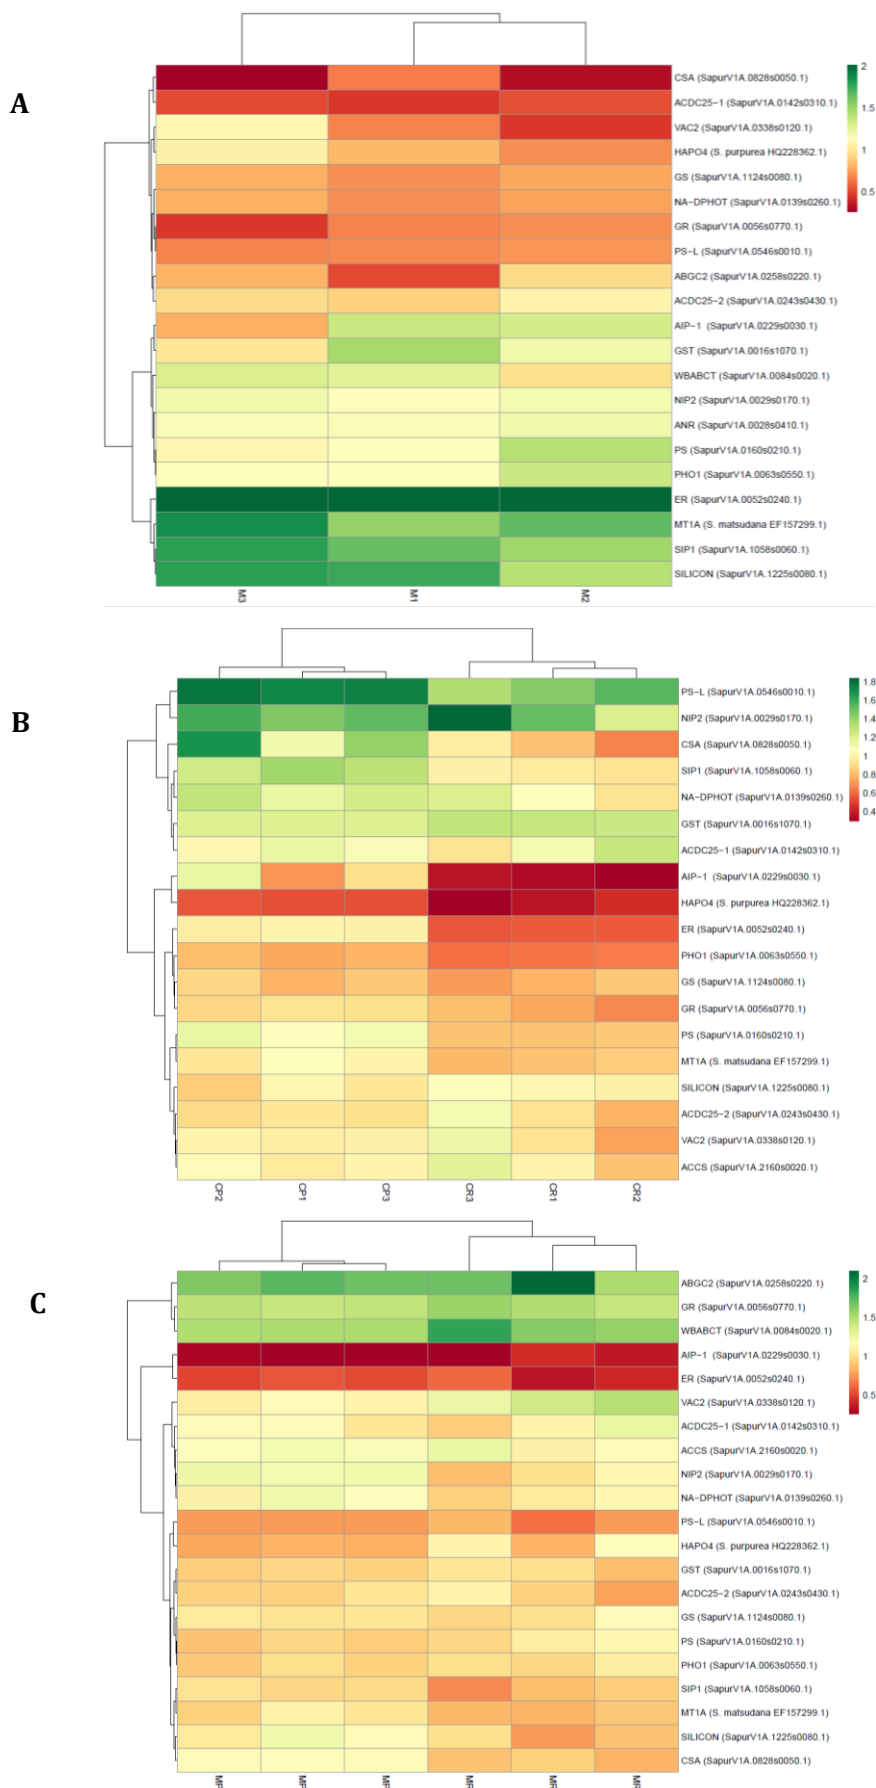 A
CSA (SapurV1A.0828s0050.1)
ACDC25-1 (SapurV1A.0142s0310.1)
VAC2 (SapurV1A.0338s0120.1)
HAPO4 (S. purpurea HQ228362.1)
GS (SapurV1A.1124s0080.1)
NA-DPHOT (SapurV1A.0139s0260.1)
GR (SapurV1A.0056s0770.1)
PS-L (SapurV1A.0546s0010.1)
ABGC2 (SapurV1A.0258s0220.1)
ACDC25-2 (SapurV1A.0243s0430.1)
AIP-1 (SapurV1A.0229s0030.1)
GST (SapurV1A.0016s1070.1)
WBABCT (SapurV1A.0084s0020.1)
NIP2 (SapurV1A.0029s0170.1)
ANR (SapurV1A.0028s0410.1)
PS (SapurV1A.0160s0210.1)
PHO1 (SapurV1A.0063s0550.1)
ER (SapurV1A.0052s0240.1)
MT1A (S. matsudana EF157299.1)
SIP1 (SapurV1A.1058s0060.1)
SILICON (SapurV1A.1225s0080.1)
2
1.5
1
0.5
M3 M1 M2
B
PS-L (SapurV1A.0546s0010.1)
NIP2 (SapurV1A.0029s0170.1)
CSA (SapurV1A.0828s0050.1)
SIP1 (SapurV1A.1058s0060.1)
NA-DPHOT (SapurV1A.0139s0260.1)
GST (SapurV1A.0016s1070.1)
ACDC25-1 (SapurV1A.0142s0310.1)
AIP-1 (SapurV1A.0229s0030.1)
HAPO4 (S. purpurea HQ228362.1)
ER (SapurV1A.0052s0240.1)
PHO1 (SapurV1A.0063s0550.1)
GS (SapurV1A.1124s0080.1)
GR (SapurV1A.0056s0770.1)
PS (SapurV1A.0160s0210.1)
MT1A (S. matsudana EF157299.1)
SILICON (SapurV1A.1225s0080.1)
ACDC25-2 (SapurV1A.0243s0430.1)
VAC2 (SapurV1A.0338s0120.1)
ACCS (SapurV1A.2160s0020.1)
1.8
1.6
1.4
1.2
1
0.8
0.6
0.4
CP2 CP1 CP3 CR3 CR1 CR2
C
ABGC2 (SapurV1A.0258s0220.1)
GR (SapurV1A.0056s0770.1)
WBABCT (SapurV1A.0084s0020.1)
AIP-1 (SapurV1A.0229s0030.1)
ER (SapurV1A.0052s0240.1)
VAC2 (SapurV1A.0338s0120.1)
ACDC25-1 (SapurV1A.0142s0310.1)
ACCS (SapurV1A.2160s0020.1)
NIP2 (SapurV1A.0029s0170.1)
NA-DPHOT (SapurV1A.0139s0260.1)
PS-L (SapurV1A.0546s0010.1)
HAPO4 (S. purpurea HQ228362.1)
GST (SapurV1A.0016s1070.1)
ACDC25-2 (SapurV1A.0243s0430.1)
GS (SapurV1A.1124s0080.1)
PS (SapurV1A.0160s0210.1)
PHO1 (SapurV1A.0063s0550.1)
SIP1 (SapurV1A.1058s0060.1)
MT1A (S. matsudana EF157299.1)
SILICON (SapurV1A.1225s0080.1)
CSA (SapurV1A.0828s0050.1)
2
1.5
1
0.5